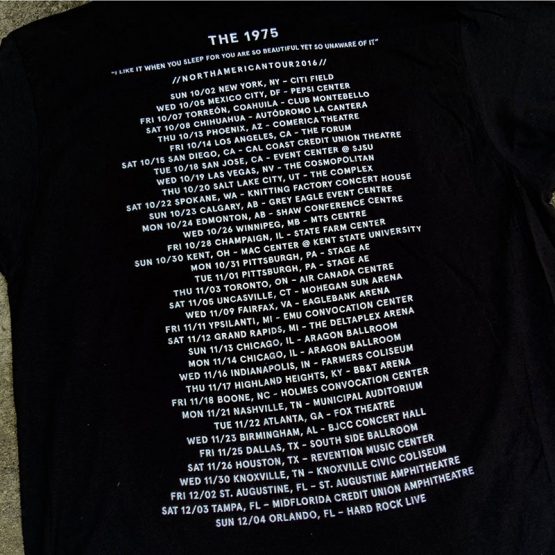 THE 1975
"I LIKE IT WHEN YOU SLEEP FOR YOU ARE SO BEAUTIFUL YET SO UNAWARE OF IT"
//NORTHAMERICANTOUR2016//
SUN 10/02 NEW YORK, NY - CITI FIELD
WED 10/05 MEXICO CITY, DF - PEPSI CENTER
FRI 10/07 TORREÓN, COAHUILA - CLUB MONTEBELLO
SAT 10/08 CHIHUAHUA - AUTÓDROMO LA CANTERA
THU 10/13 PHOENIX, AZ - COMERICA THEATRE
FRI 10/14 LOS ANGELES, CA - THE FORUM
SAT 10/15 SAN DIEGO, CA - CAL COAST CREDIT UNION THEATRE
TUE 10/18 SAN JOSE, CA - EVENT CENTER @ SJSU
WED 10/19 LAS VEGAS, NV - THE COSMOPOLITAN
THU 10/20 SALT LAKE CITY, UT - THE COMPLEX
SAT 10/22 SPOKANE, WA - KNITTING FACTORY CONCERT HOUSE
SUN 10/23 CALGARY, AB - GREY EAGLE EVENT CENTRE
MON 10/24 EDMONTON, AB - SHAW CONFERENCE CENTRE
WED 10/26 WINNIPEG, MB - MTS CENTRE
FRI 10/28 CHAMPAIGN, IL - STATE FARM CENTER
SUN 10/30 KENT, OH - MAC CENTER @ KENT STATE UNIVERSITY
MON 10/31 PITTSBURGH, PA - STAGE AE
TUE 11/01 PITTSBURGH, PA - STAGE AE
THU 11/03 TORONTO, ON - AIR CANADA CENTRE
SAT 11/05 UNCASVILLE, CT - MOHEGAN SUN ARENA
WED 11/09 FAIRFAX, VA - EAGLEBANK ARENA
FRI 11/11 YPSILANTI, MI - EMU CONVOCATION CENTER
SAT 11/12 GRAND RAPIDS, MI - THE DELTAPLEX ARENA
SUN 11/13 CHICAGO, IL - ARAGON BALLROOM
MON 11/14 CHICAGO, IL - ARAGON BALLROOM
WED 11/16 INDIANAPOLIS, IN - FARMERS COLISEUM
THU 11/17 HIGHLAND HEIGHTS, KY - BB&T ARENA
FRI 11/18 BOONE, NC - HOLMES CONVOCATION CENTER
MON 11/21 NASHVILLE, TN - MUNICIPAL AUDITORIUM
TUE 11/22 ATLANTA, GA - FOX THEATRE
WED 11/23 BIRMINGHAM, AL - BJCC CONCERT HALL
FRI 11/25 DALLAS, TX - SOUTH SIDE BALLROOM
SAT 11/26 HOUSTON, TX - REVENTION MUSIC CENTER
WED 11/30 KNOXVILLE, TN - KNOXVILLE CIVIC COLISEUM
FRI 12/02 ST. AUGUSTINE, FL - ST. AUGUSTINE AMPHITHEATRE
SAT 12/03 TAMPA, FL - MIDFLORIDA CREDIT UNION AMPHITHEATRE
SUN 12/04 ORLANDO, FL - HARD ROCK LIVE